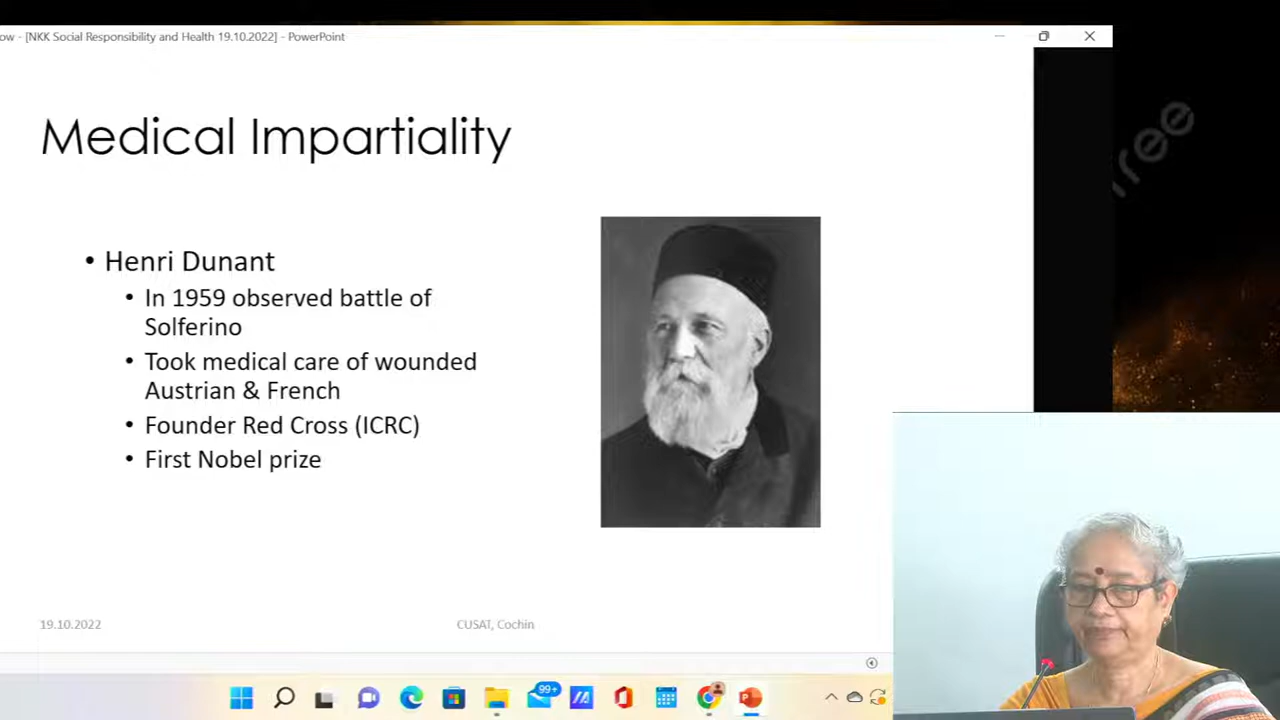 ow - [NKK Social Responsibility and Health 19.10.2022] - PowerPoint
Medical Impartiality
• Henri Dunant
• In 1959 observed battle of
Solferino
• Took medical care of wounded
Austrian & French
• Founder Red Cross (ICRC)
• First Nobel prize
19.10.2022
CUSAT, Cochin
free
99+